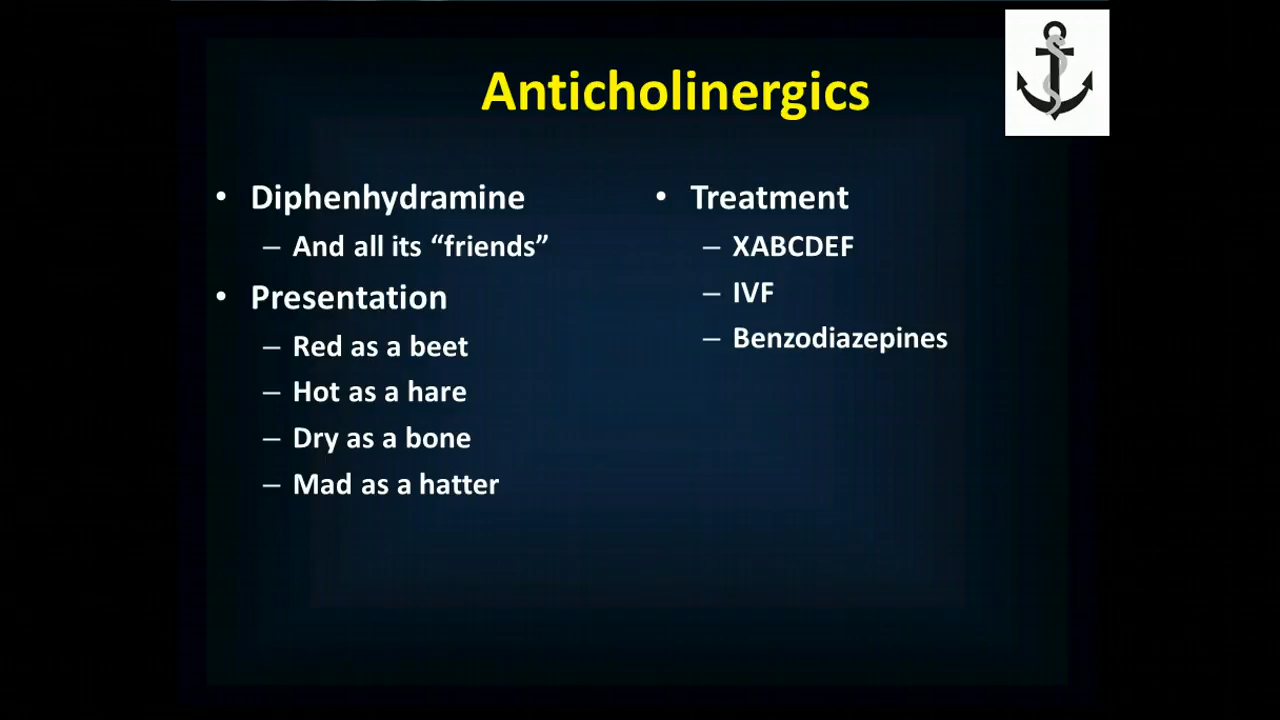 Anticholinergics
• Diphenhydramine
– And all its “friends”
• Presentation
– Red as a beet
– Hot as a hare
– Dry as a bone
– Mad as a hatter
• Treatment
– XABCDEF
– IVF
– Benzodiazepines